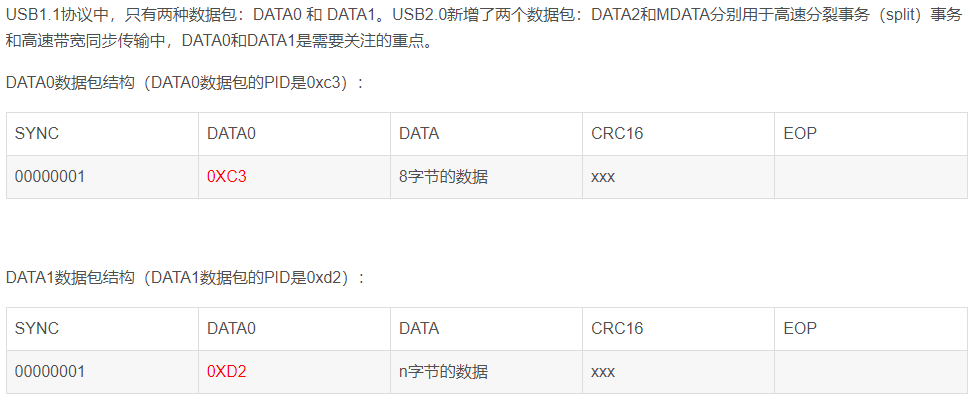 USB1.1协议中，只有两种数据包：DATA0 和 DATA1。USB2.0新增了两个数据包：DATA2和MDATA分别用于高速分裂事务（split）事务
和高速带宽同步传输中，DATA0和DATA1是需要关注的重点。
DATA0数据包结构（DATA0数据包的PID是0xc3）：
SYNC DATA0 DATA CRC16 EOP
00000001 0XC3 8字节的数据 xxx
DATA1数据包结构（DATA1数据包的PID是0xd2）：
SYNC DATA0 DATA CRC16 EOP
00000001 0XD2 n字节的数据 xxx